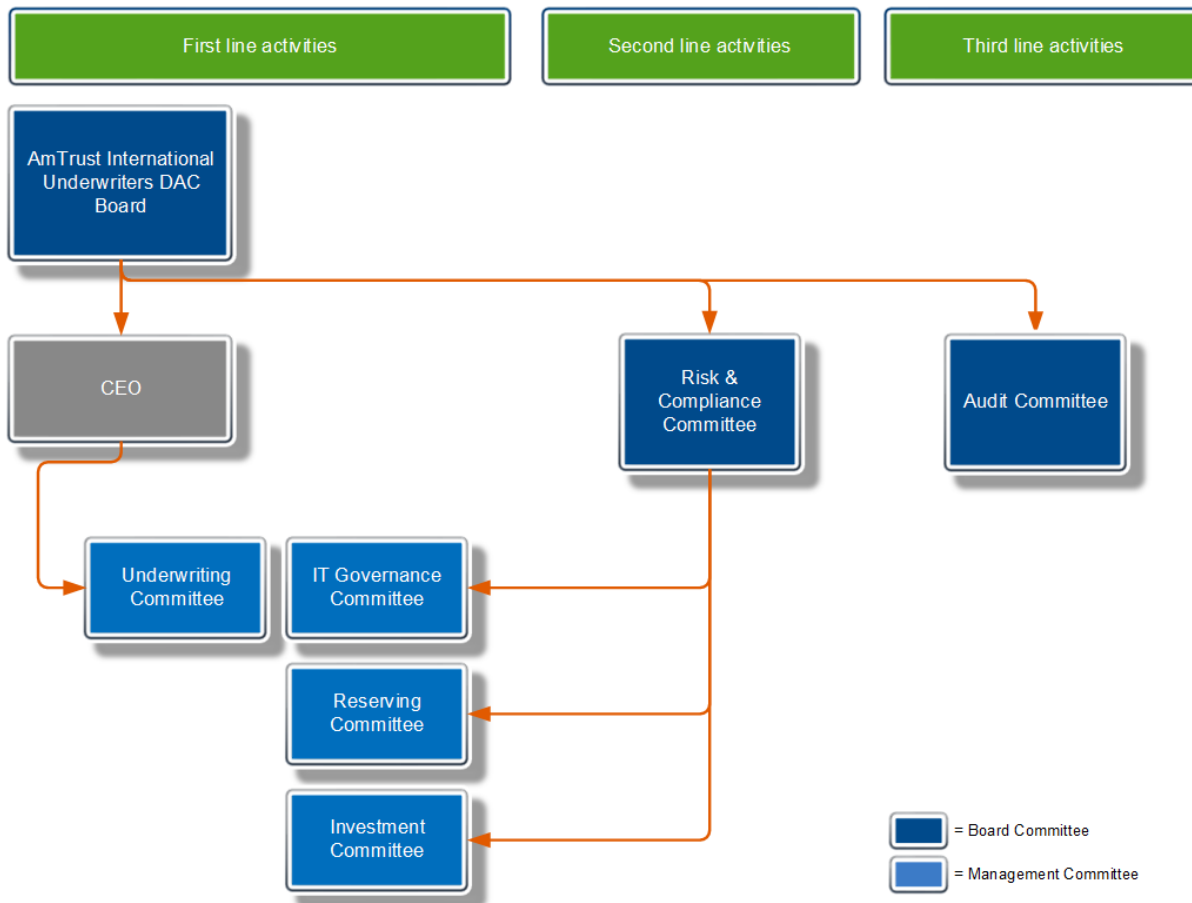 First line activities
Second line activities
Third line activities
AmTrust International
Underwriters DAC
Board
CEO
Risk &
Compliance
Committee
Audit Committee
Underwriting
Committee
IT Governance
Committee
Reserving
Committee
Investment
Committee
= Board Committee
= Management Committee